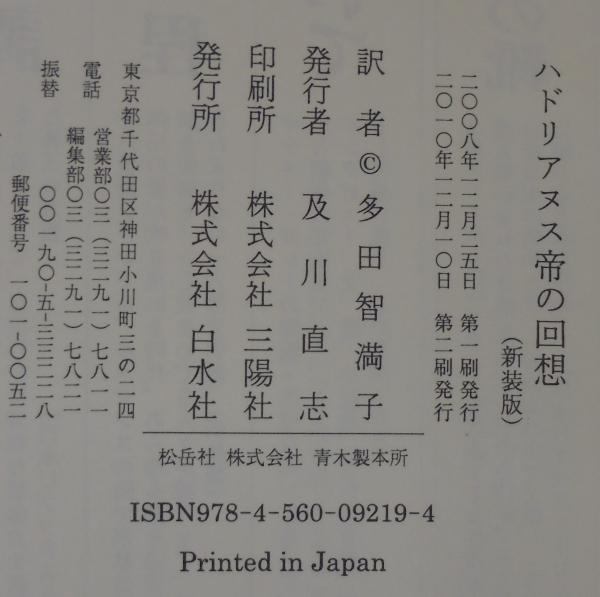 ハドリアヌス帝の回想
(新装版)
二〇〇八年一二月二五日 第一刷発行
二〇一〇年一二月一〇日 第二刷発行
訳者©多田智満子
発行者 及川直志
印刷所 株式会社 三陽社
発行所 株式会社 白水社
東京都千代田区神田小川町三の二四
電話 営業部〇三(三二九一)七八一一
編集部〇三(三二九一)七八二一
振替 〇〇一九〇-五-三三二二八
郵便番号 一〇一-〇〇五二
松岳社 株式会社 青木製本所
ISBN978-4-560-09219-4
Printed in Japan